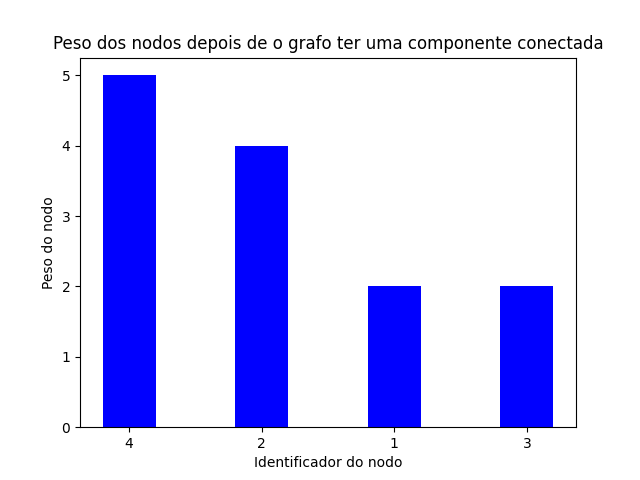 Peso dos nodos depois de o grafo ter uma componente conectada
5
4
3
2
1
0
Peso do nodo
4 2 1 3
Identificador do nodo